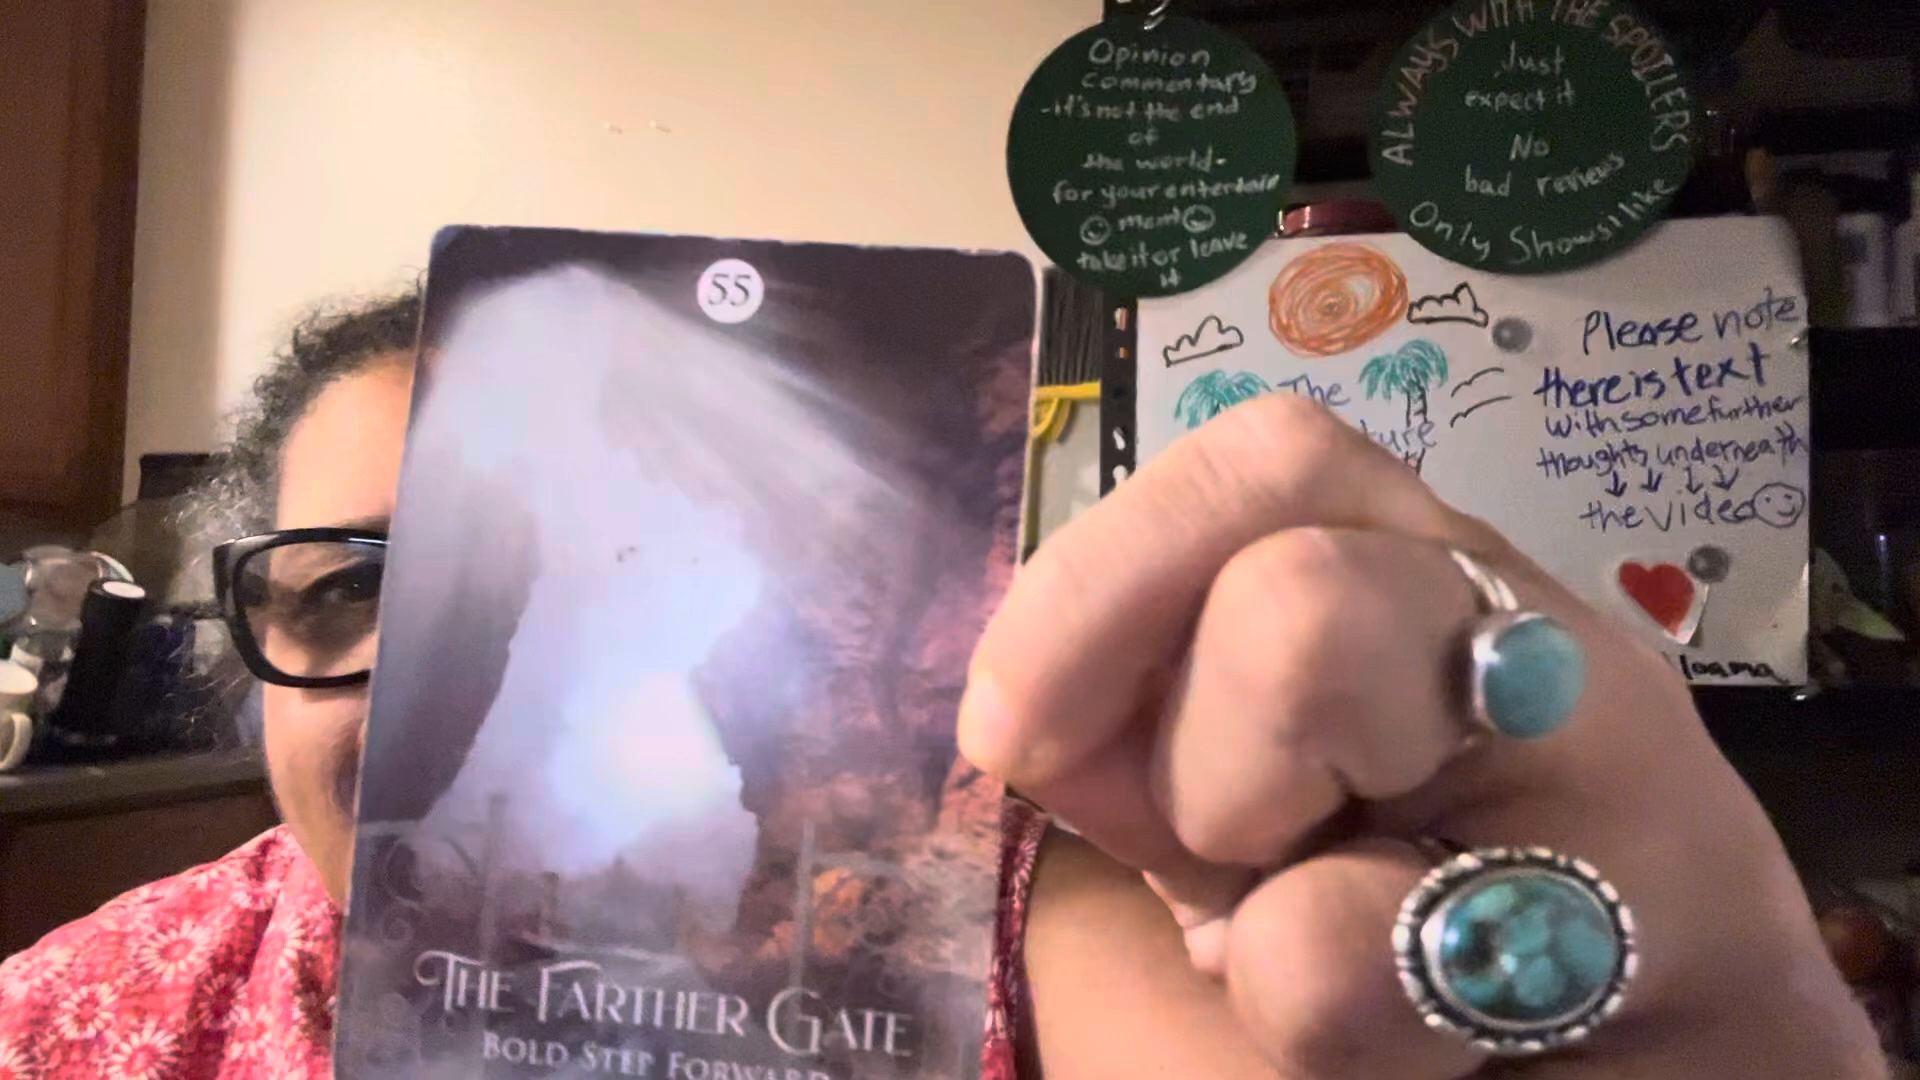 55
THE FARTHER GATE
BOLD STEP FORWARD
Opinion
commentary
-it's not the end
of
the world-
for your entertain
ment
take it or leave
it
ALWAYS WITH THE SPOILERS
Just
expect it
No
bad reviews
Only Shows I like
The
ture
Please note
there is text
with some further
thoughts underneath
the video